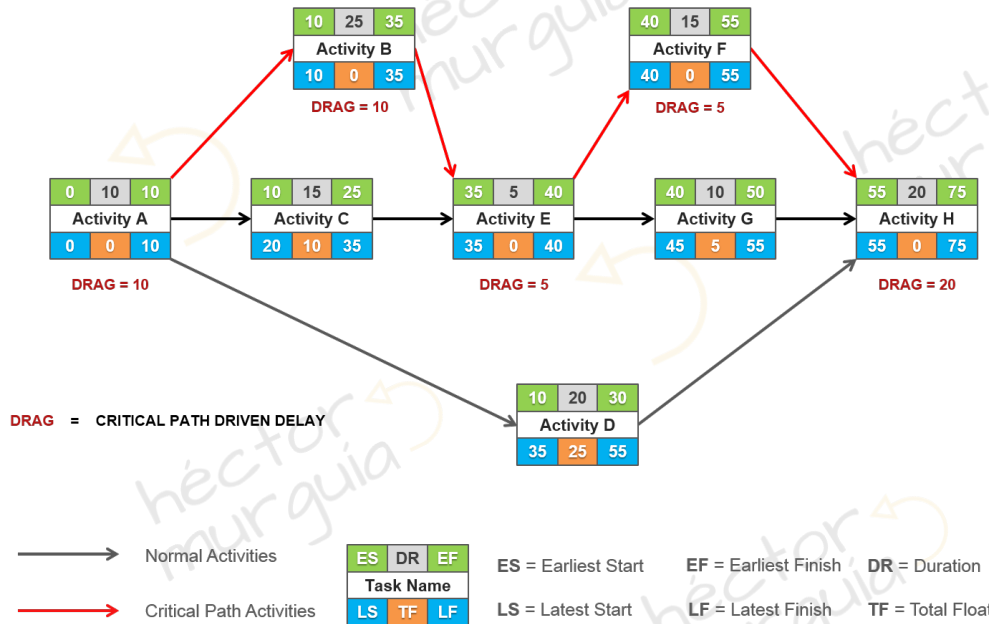 10 25 35
Activity B
10 0 35
DRAG = 10
40 15 55
Activity F
40 0 55
DRAG = 5
0 10 10
Activity A
0 0 10
DRAG = 10
10 15 25
Activity C
20 10 35
35 5 40
Activity E
35 0 40
DRAG = 5
40 10 50
Activity G
45 5 55
55 20 75
Activity H
55 0 75
DRAG = 20
10 20 30
Activity D
35 25 55
DRAG = CRITICAL PATH DRIVEN DELAY
Normal Activities
Critical Path Activities
ES DR EF
Task Name
LS TF LF
ES = Earliest Start
EF = Earliest Finish
DR = Duration
LS = Latest Start
LF = Latest Finish
TF = Total Float
héctor
murguía
héctor
murguía